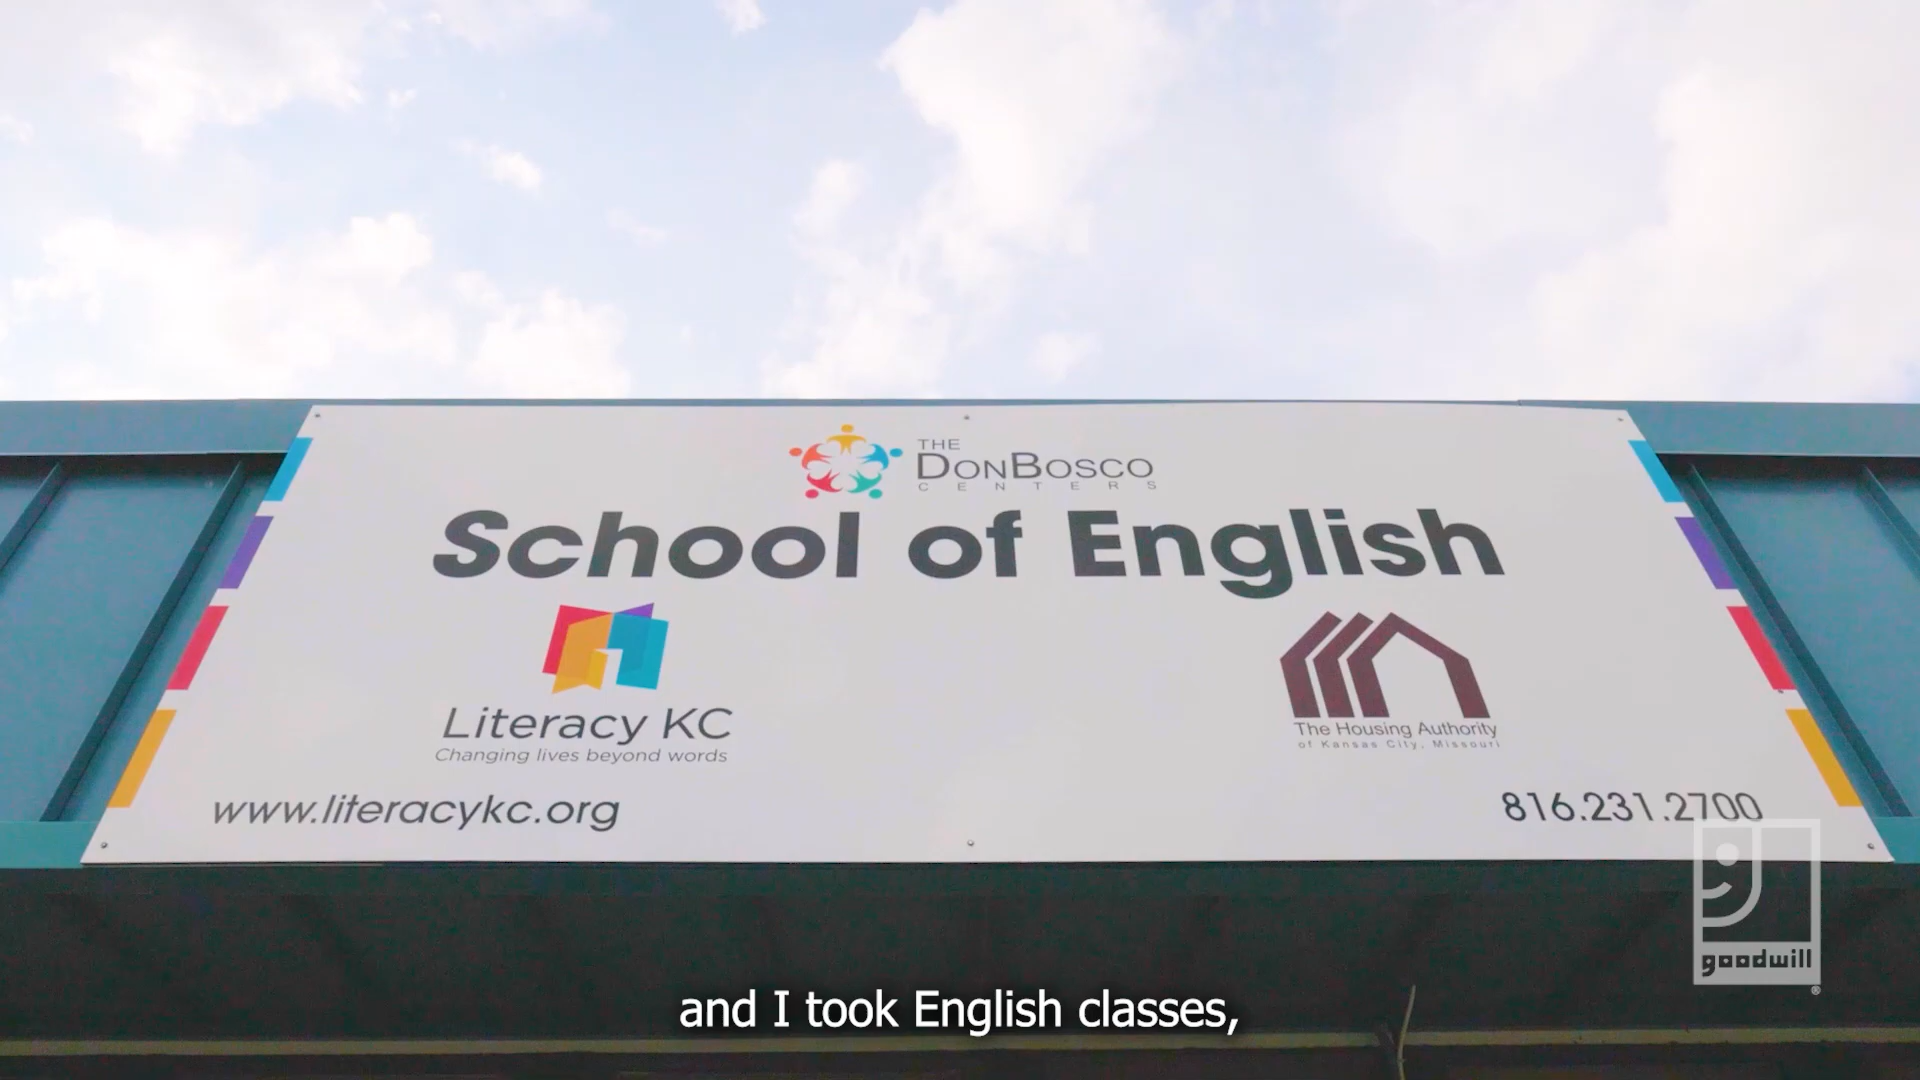 THE
DONBOSCO
CENTERS
School of English
Literacy KC
Changing lives beyond words
The Housing Authority
of Kansas City, Missouri
www.literacykc.org
816.231.2700
goodwill
®
and I took English classes,